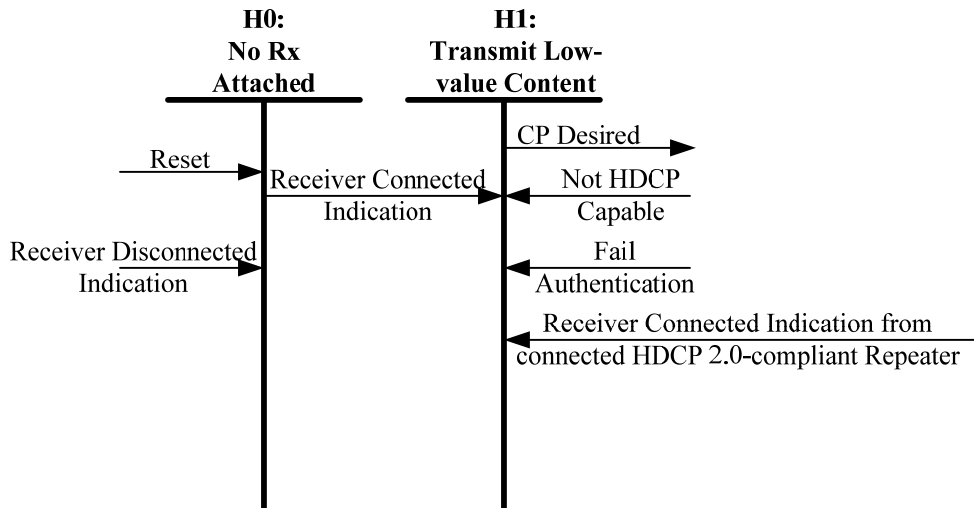 H0:
No Rx
Attached
H1:
Transmit Low-
value Content
CP Desired
Reset
Receiver Connected
Indication
Not HDCP
Capable
Receiver Disconnected
Indication
Fail
Authentication
Receiver Connected Indication from
connected HDCP 2.0-compliant Repeater